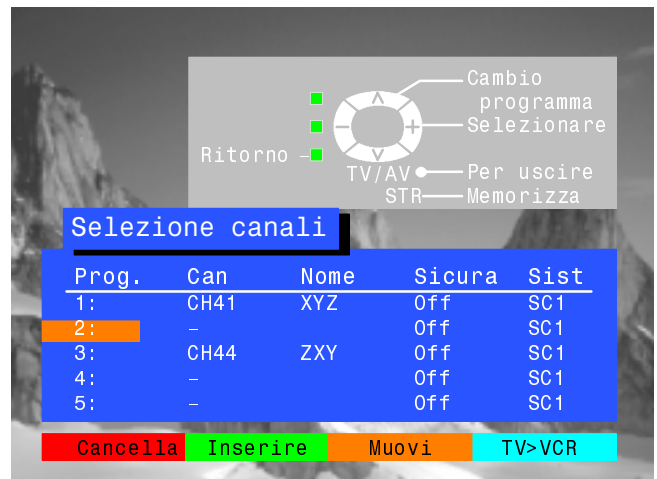 Cambio
programma
Selezionare
Ritorno
TV/AV
Per uscire
STR
Memorizza
Selezione canali
Prog. Can Nome Sicura Sist
1: CH41 XYZ Off SC1
2: – Off SC1
3: CH44 ZXY Off SC1
4: – Off SC1
5: – Off SC1
Cancella Inserire Muovi TV>VCR